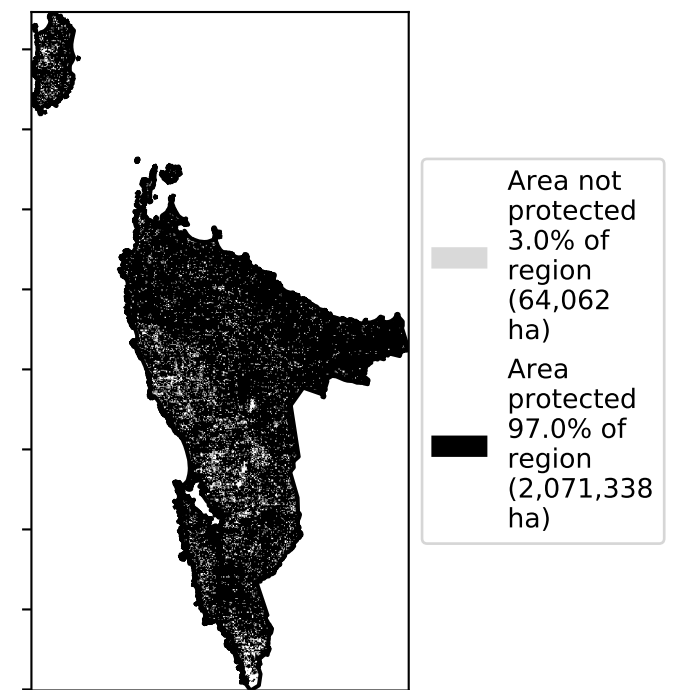 Area not
protected
3.0% of
region
(64,062
ha)
Area
protected
97.0% of
region
(2,071,338
ha)